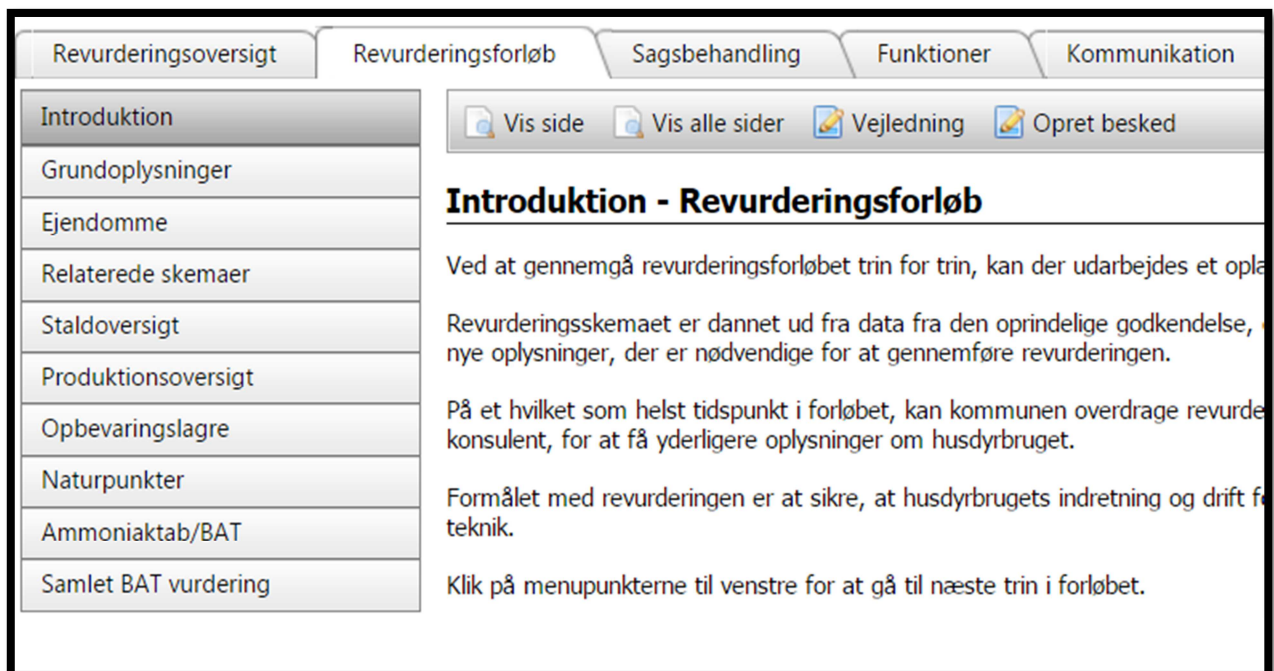 Revurderingsoversigt Revurderingsforløb Sagsbehandling Funktioner Kommunikation
Introduktion
Grundoplysninger
Ejendomme
Relaterede skemaer
Staldoversigt
Produktionsoversigt
Opbevaringslagre
Naturpunkter
Ammoniaktab/BAT
Samlet BAT vurdering
Vis side Vis alle sider Vejledning Opret besked
Introduktion - Revurderingsforløb
Ved at gennemgå revurderingsforløbet trin for trin, kan der udarbejdes et
Revurderingsskemaet er dannet ud fra data fra den oprindelige godkendelse,
nye oplysninger, der er nødvendige for at gennemføre revurderingen.
På et hvilket som helst tidspunkt i forløbet, kan kommunen overdrage
konsulent, for at få yderligere oplysninger om husdyrbruget.
Formålet med revurderingen er at sikre, at husdyrbrugets indretning og drift
teknik.
Klik på menupunkterne til venstre for at gå til næste trin i forløbet.